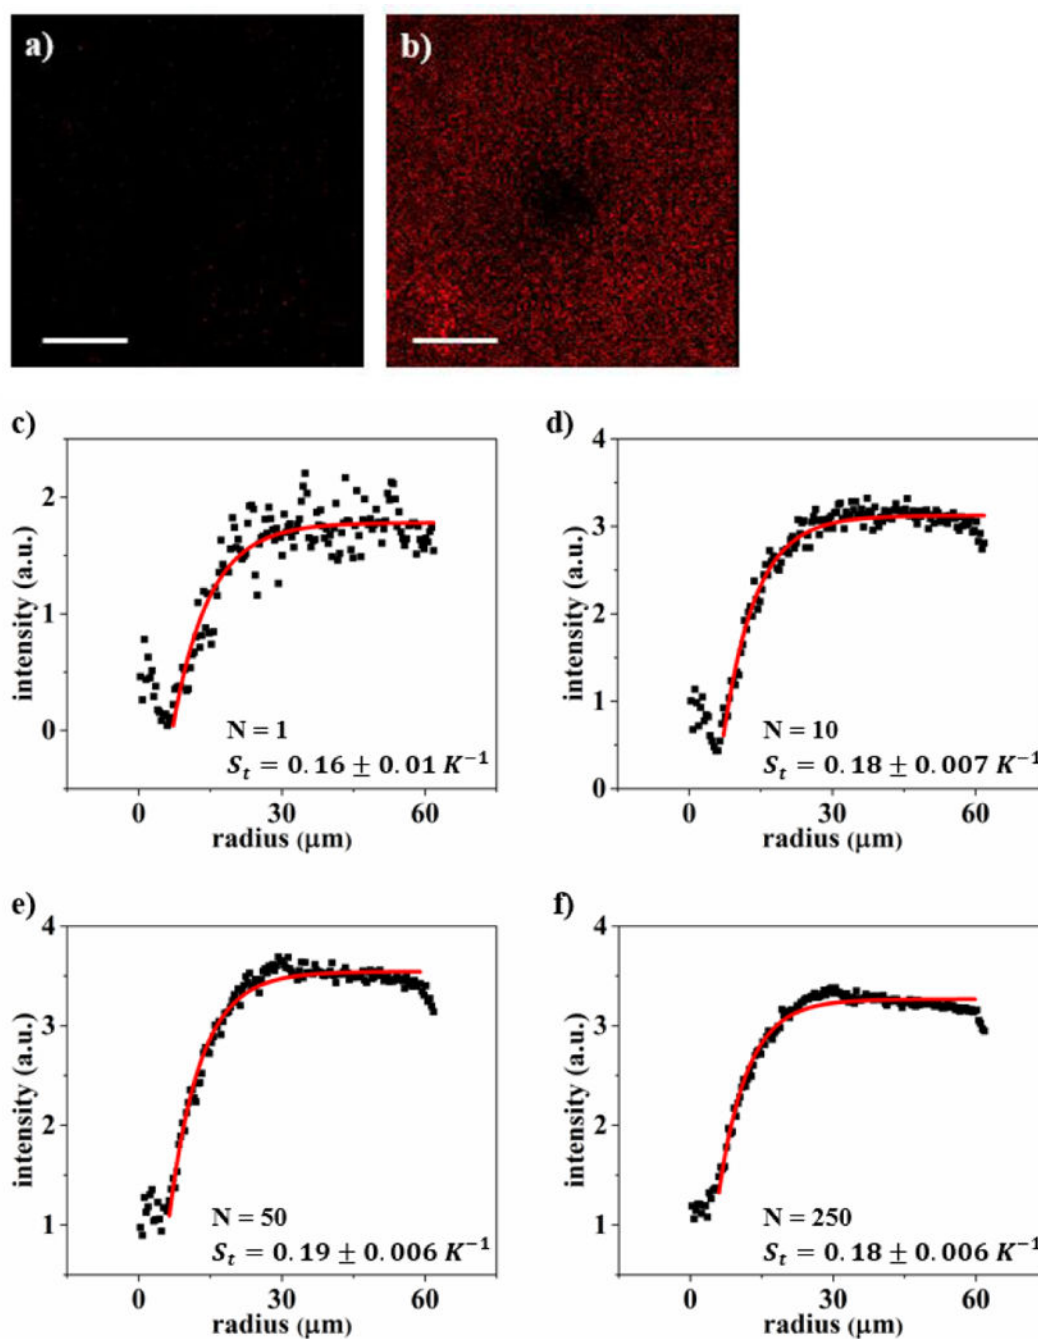 a) b)
c)
2
1
0
intensity (a.u.)
N = 1
S_t = 0.16 ± 0.01 K⁻¹
0 30 60
radius (μm)
d)
4
3
2
1
0
intensity (a.u.)
N = 10
S_t = 0.18 ± 0.007 K⁻¹
0 30 60
radius (μm)
e)
4
3
2
1
intensity (a.u.)
N = 50
S_t = 0.19 ± 0.006 K⁻¹
0 30 60
radius (μm)
f)
4
3
2
1
intensity (a.u.)
N = 250
S_t = 0.18 ± 0.006 K⁻¹
0 30 60
radius (μm)